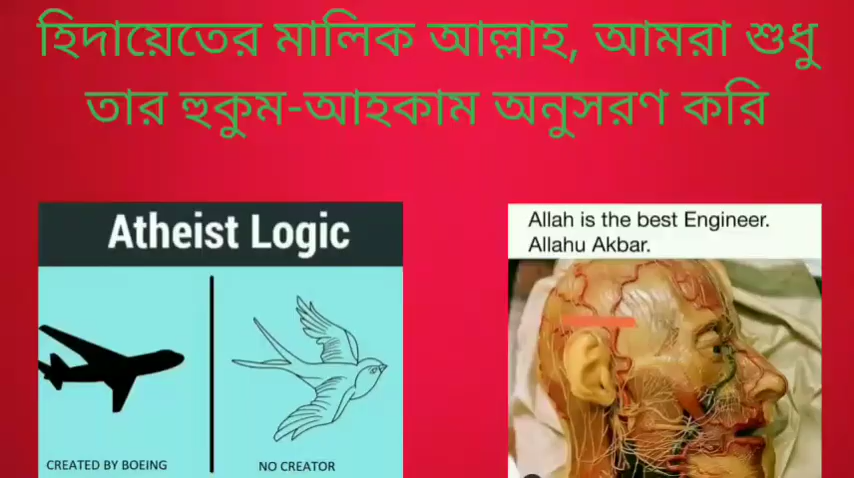 হিদায়েতের মালিক আল্লাহ, আমরা শুধু
তার হুকুম-আহকাম অনুসরণ করি
Atheist Logic
CREATED BY BOEING
NO CREATOR
Allah is the best Engineer.
Allahu Akbar.